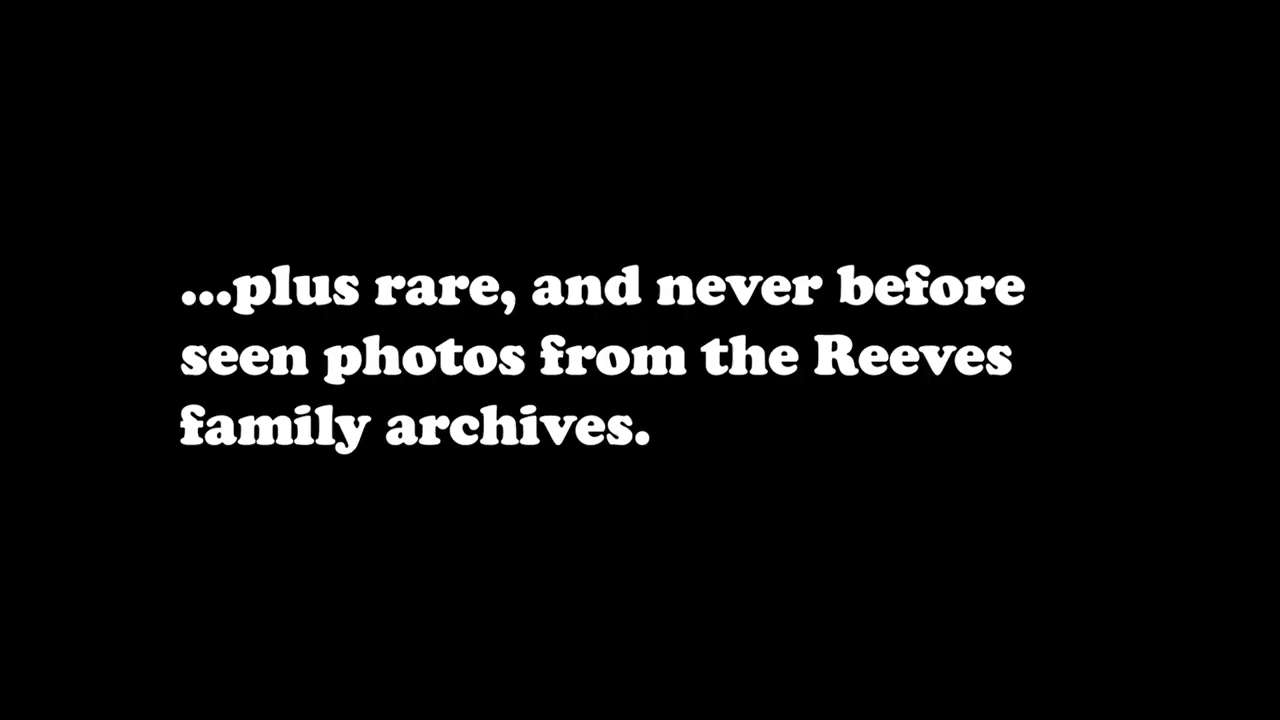 ...plus rare, and never before
seen photos from the Reeves
family archives.